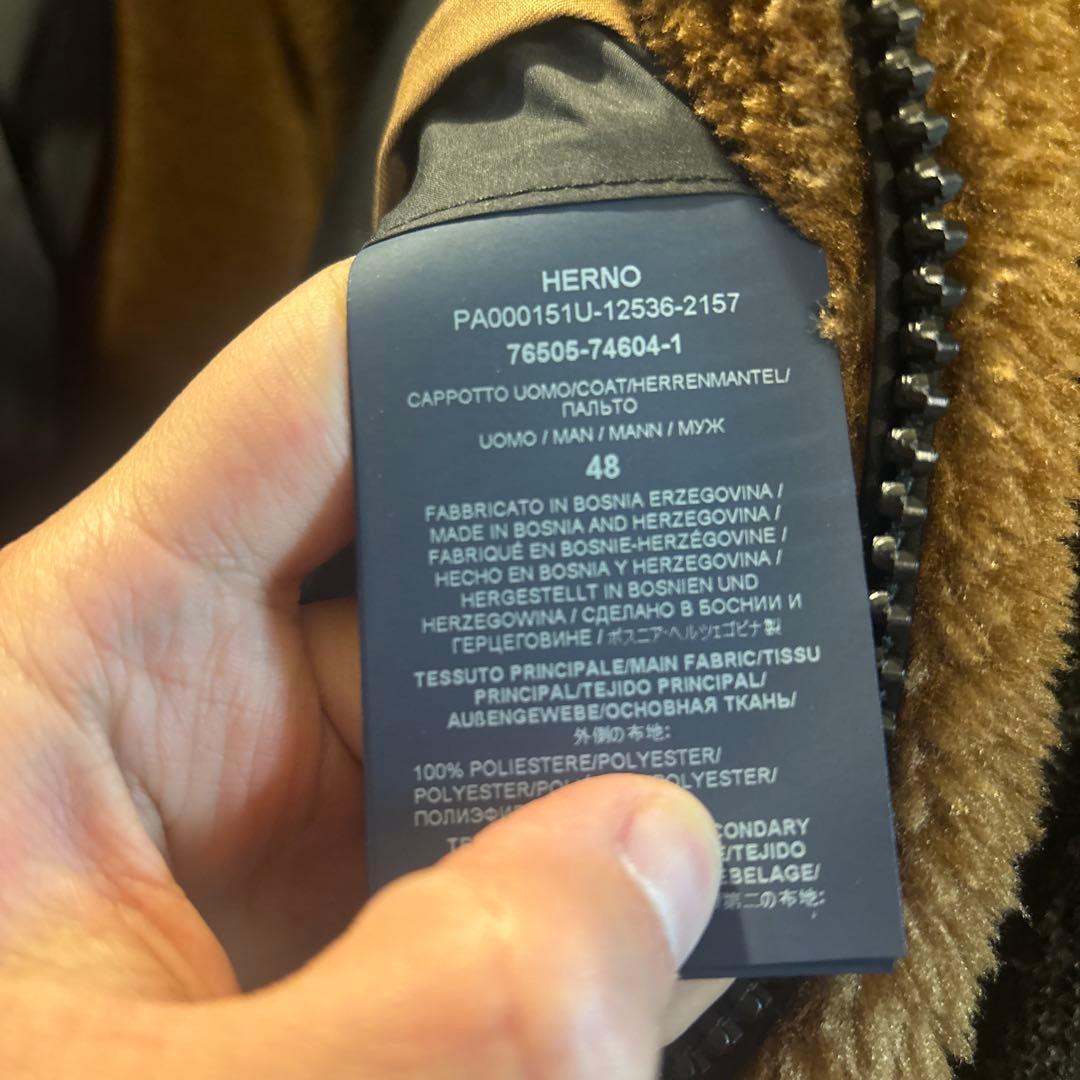 HERNO
PA000151U-12536-2157
76505-74604-1
CAPPOTTO UOMO/COAT/HERRENMANTEL/
ПАЛЬТО
UOMO / MAN / MANN / МУЖ
48
FABBRICATO IN BOSNIA ERZEGOVINA /
MADE IN BOSNIA AND HERZEGOVINA /
FABRIQUÉ EN BOSNIE-HERZÉGOVINE /
HECHO EN BOSNIA Y HERZEGOVINA /
HERGESTELLT IN BOSNIEN UND
HERZEGOWINA / СДЕЛАНО В БОСНИИ И
ГЕРЦЕГОВИНЕ / ボスニア・ヘルツェゴビナ製
TESSUTO PRINCIPALE/MAIN FABRIC/TISSU
PRINCIPAL/TEJIDO PRINCIPAL/
AUßENGEWEBE/ОСНОВНАЯ ТКАНЬ/
外側の布地:
100% POLIESTERE/POLYESTER/
POLYESTER/ POLYESTER/
/TEJIDO
第二の布地: